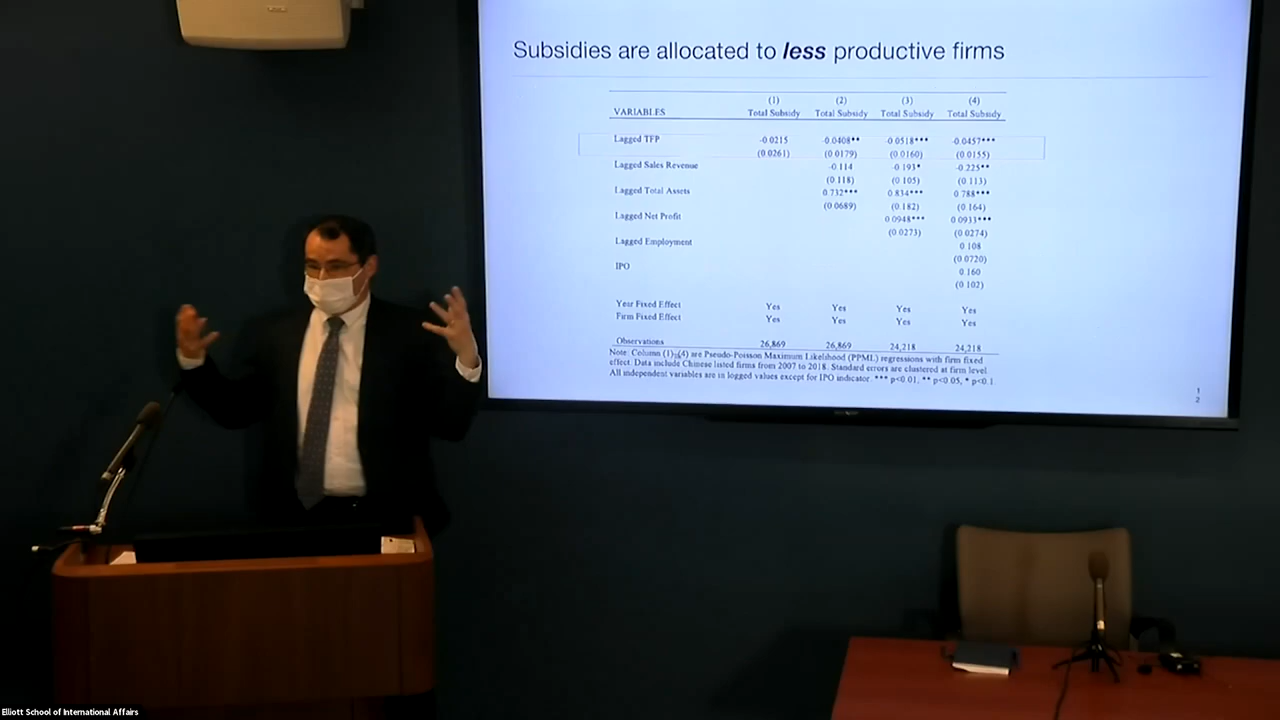 Subsidies are allocated to less productive firms
(1) (2) (3) (4)
VARIABLES Total Subsidy Total Subsidy Total Subsidy Total Subsidy
Lagged TFP -0.0215 -0.0408** -0.0518*** -0.0457***
(0.0261) (0.0179) (0.0160) (0.0155)
Lagged Sales Revenue -0.114 -0.193* -0.225**
(0.118) (0.105) (0.113)
Lagged Total Assets 0.732*** 0.834*** 0.788***
(0.0689) (0.182) (0.164)
Lagged Net Profit 0.0948*** 0.0933***
(0.0273) (0.0274)
Lagged Employment 0.108
(0.0720)
IPO 0.160
(0.102)
Year Fixed Effect Yes Yes Yes Yes
Firm Fixed Effect Yes Yes Yes Yes
Observations 26,869 26,869 24,218 24,218
Note: Column (1)-(4) are Pseudo-Poisson Maximum Likelihood (PPML) regressions with firm fixed
effect. Data include Chinese listed firms from 2007 to 2018. Standard errors are clustered at firm level.
All independent variables are in logged values except for IPO indicator. *** p<0.01, ** p<0.05, * p<0.1.
1
2
Elliott School of International Affairs